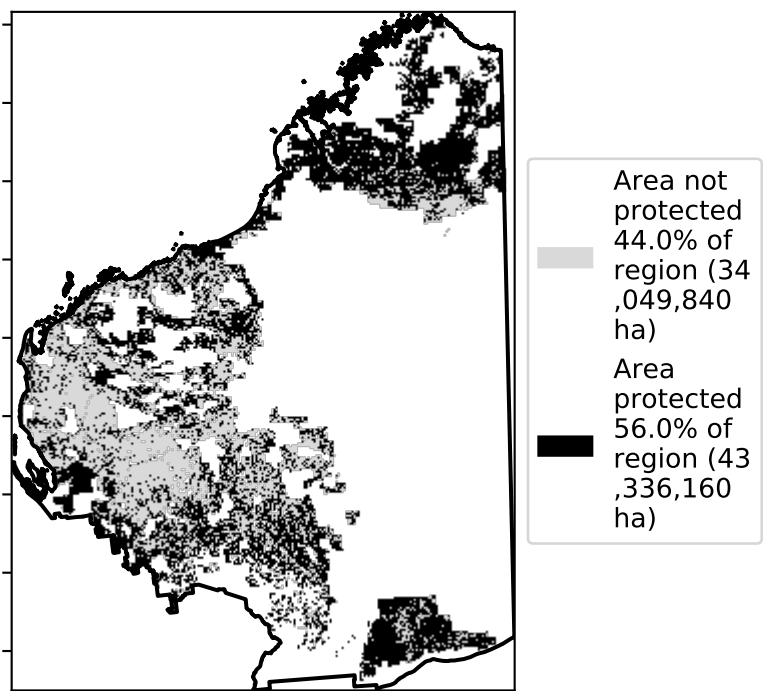 Area not
protected
44.0% of
region (34
,049,840
ha)
Area
protected
56.0% of
region (43
,336,160
ha)